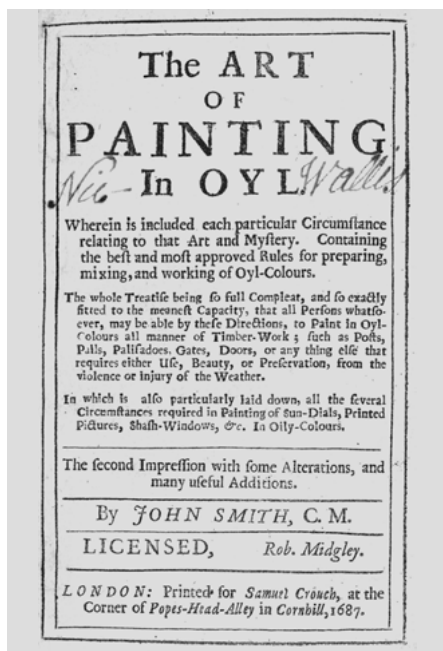 The ART
OF
PAINTING
Nic– In OYL. Wallis
Wherein is included each particular Circumſtance
relating to that Art and Myſtery. Containing
the beſt and moſt approved Rules for preparing,
mixing, and working of Oyl-Colours.
The whole Treatiſe being ſo full Compleat, and ſo exactly
fitted to the meaneſt Capacity, that all Perſons whatſo-
ever, may be able by theſe Directions, to Paint in Oyl-
Colours all manner of Timber-Work ; ſuch as Poſts,
Palls, Paliſadoes, Gates, Doors, or any thing elſe that
requires either Uſe, Beauty, or Preſervation, from the
violence or Injury of the Weather.
In which is alſo particularly laid down, all the ſeveral
Circumſtances required in Painting of Sun-Dials, Printed
Pictures, Shaſh-Windows, &c. In Oily-Colours.
The ſecond Impreſſion with ſome Alterations, and
many uſeful Additions.
By JOHN SMITH, C. M.
LICENSED, Rob. Midgley.
LONDON: Printed for Samuel Crouch, at the
Corner of Popes-Head-Alley in Cornhill, 1687.